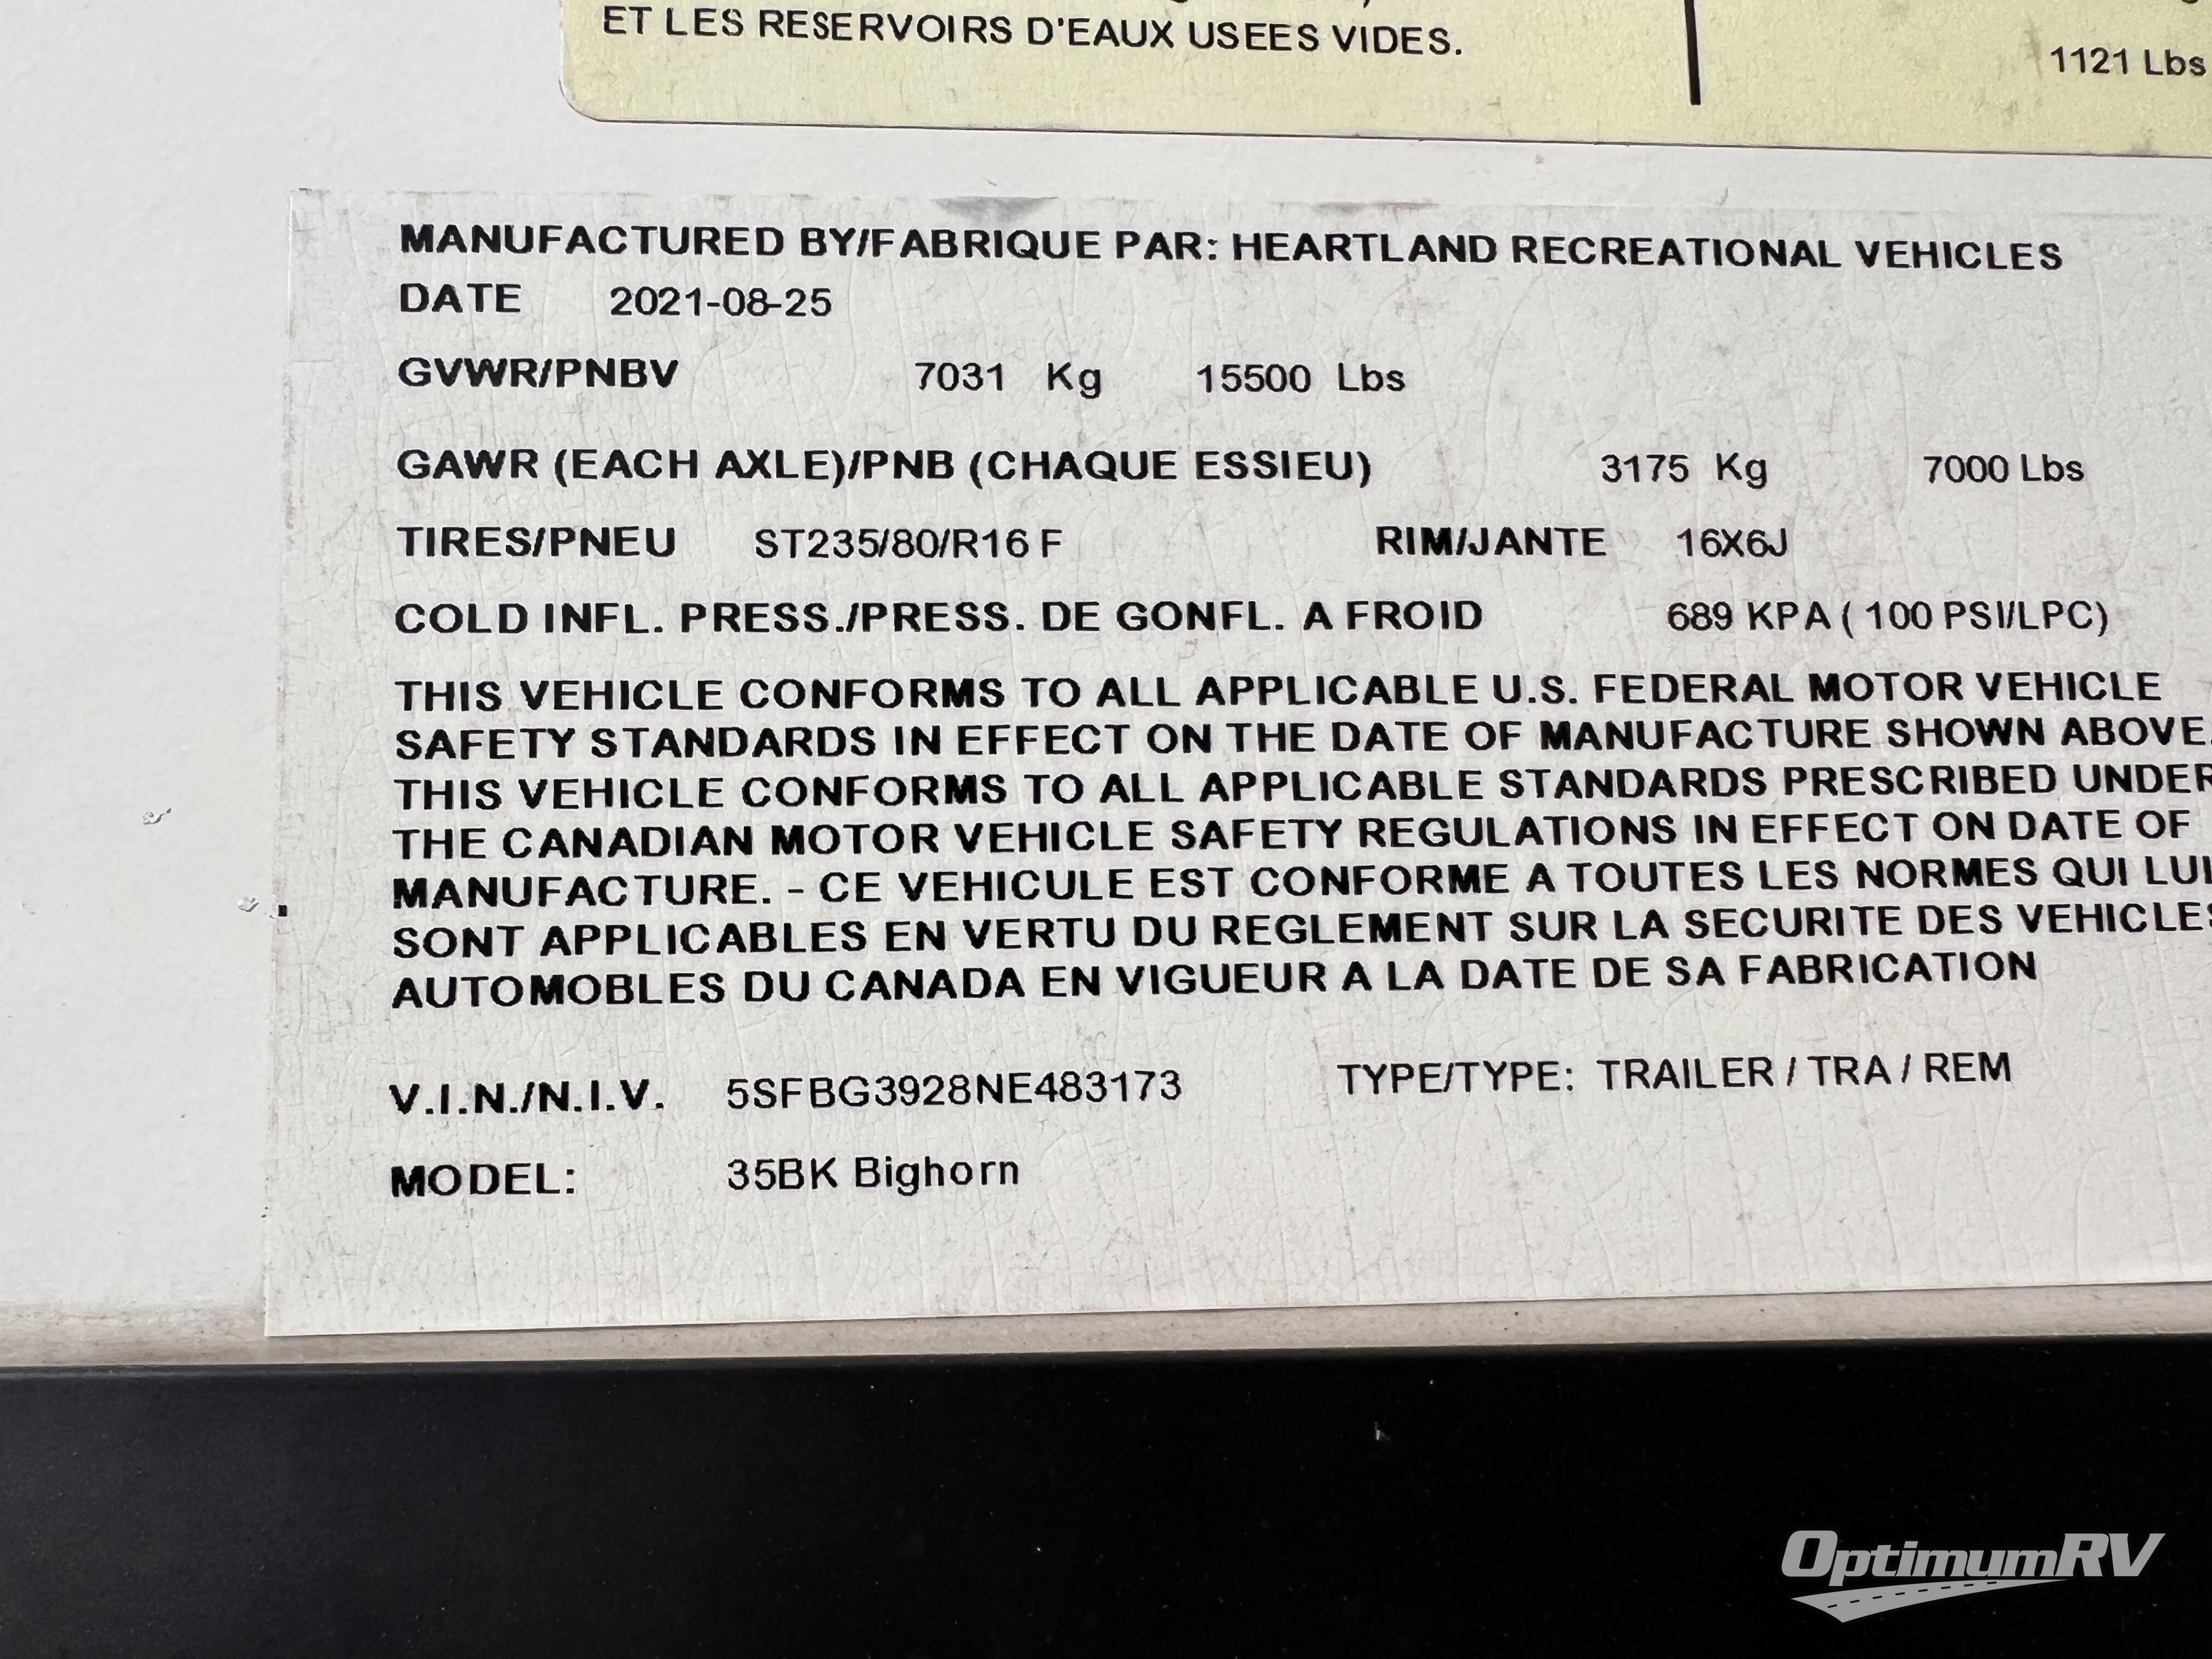 ET LES RESERVOIRS D'EAUX USEES VIDES.
1121 Lbs
MANUFACTURED BY/FABRIQUE PAR: HEARTLAND RECREATIONAL VEHICLES
DATE 2021-08-25
GVWR/PNBV 7031 Kg 15500 Lbs
GAWR (EACH AXLE)/PNB (CHAQUE ESSIEU) 3175 Kg 7000 Lbs
TIRES/PNEU ST235/80/R16 F RIM/JANTE 16X6J
COLD INFL. PRESS./PRESS. DE GONFL. A FROID 689 KPA ( 100 PSI/LPC)
THIS VEHICLE CONFORMS TO ALL APPLICABLE U.S. FEDERAL MOTOR VEHICLE
SAFETY STANDARDS IN EFFECT ON THE DATE OF MANUFACTURE SHOWN ABOVE.
THIS VEHICLE CONFORMS TO ALL APPLICABLE STANDARDS PRESCRIBED UNDER
THE CANADIAN MOTOR VEHICLE SAFETY REGULATIONS IN EFFECT ON DATE OF
MANUFACTURE. - CE VEHICULE EST CONFORME A TOUTES LES NORMES QUI LUI
SONT APPLICABLES EN VERTU DU REGLEMENT SUR LA SECURITE DES VEHICLES
AUTOMOBLES DU CANADA EN VIGUEUR A LA DATE DE SA FABRICATION
V.I.N./N.I.V. 5SFBG3928NE483173 TYPE/TYPE: TRAILER / TRA / REM
MODEL: 35BK Bighorn
OptimumRV